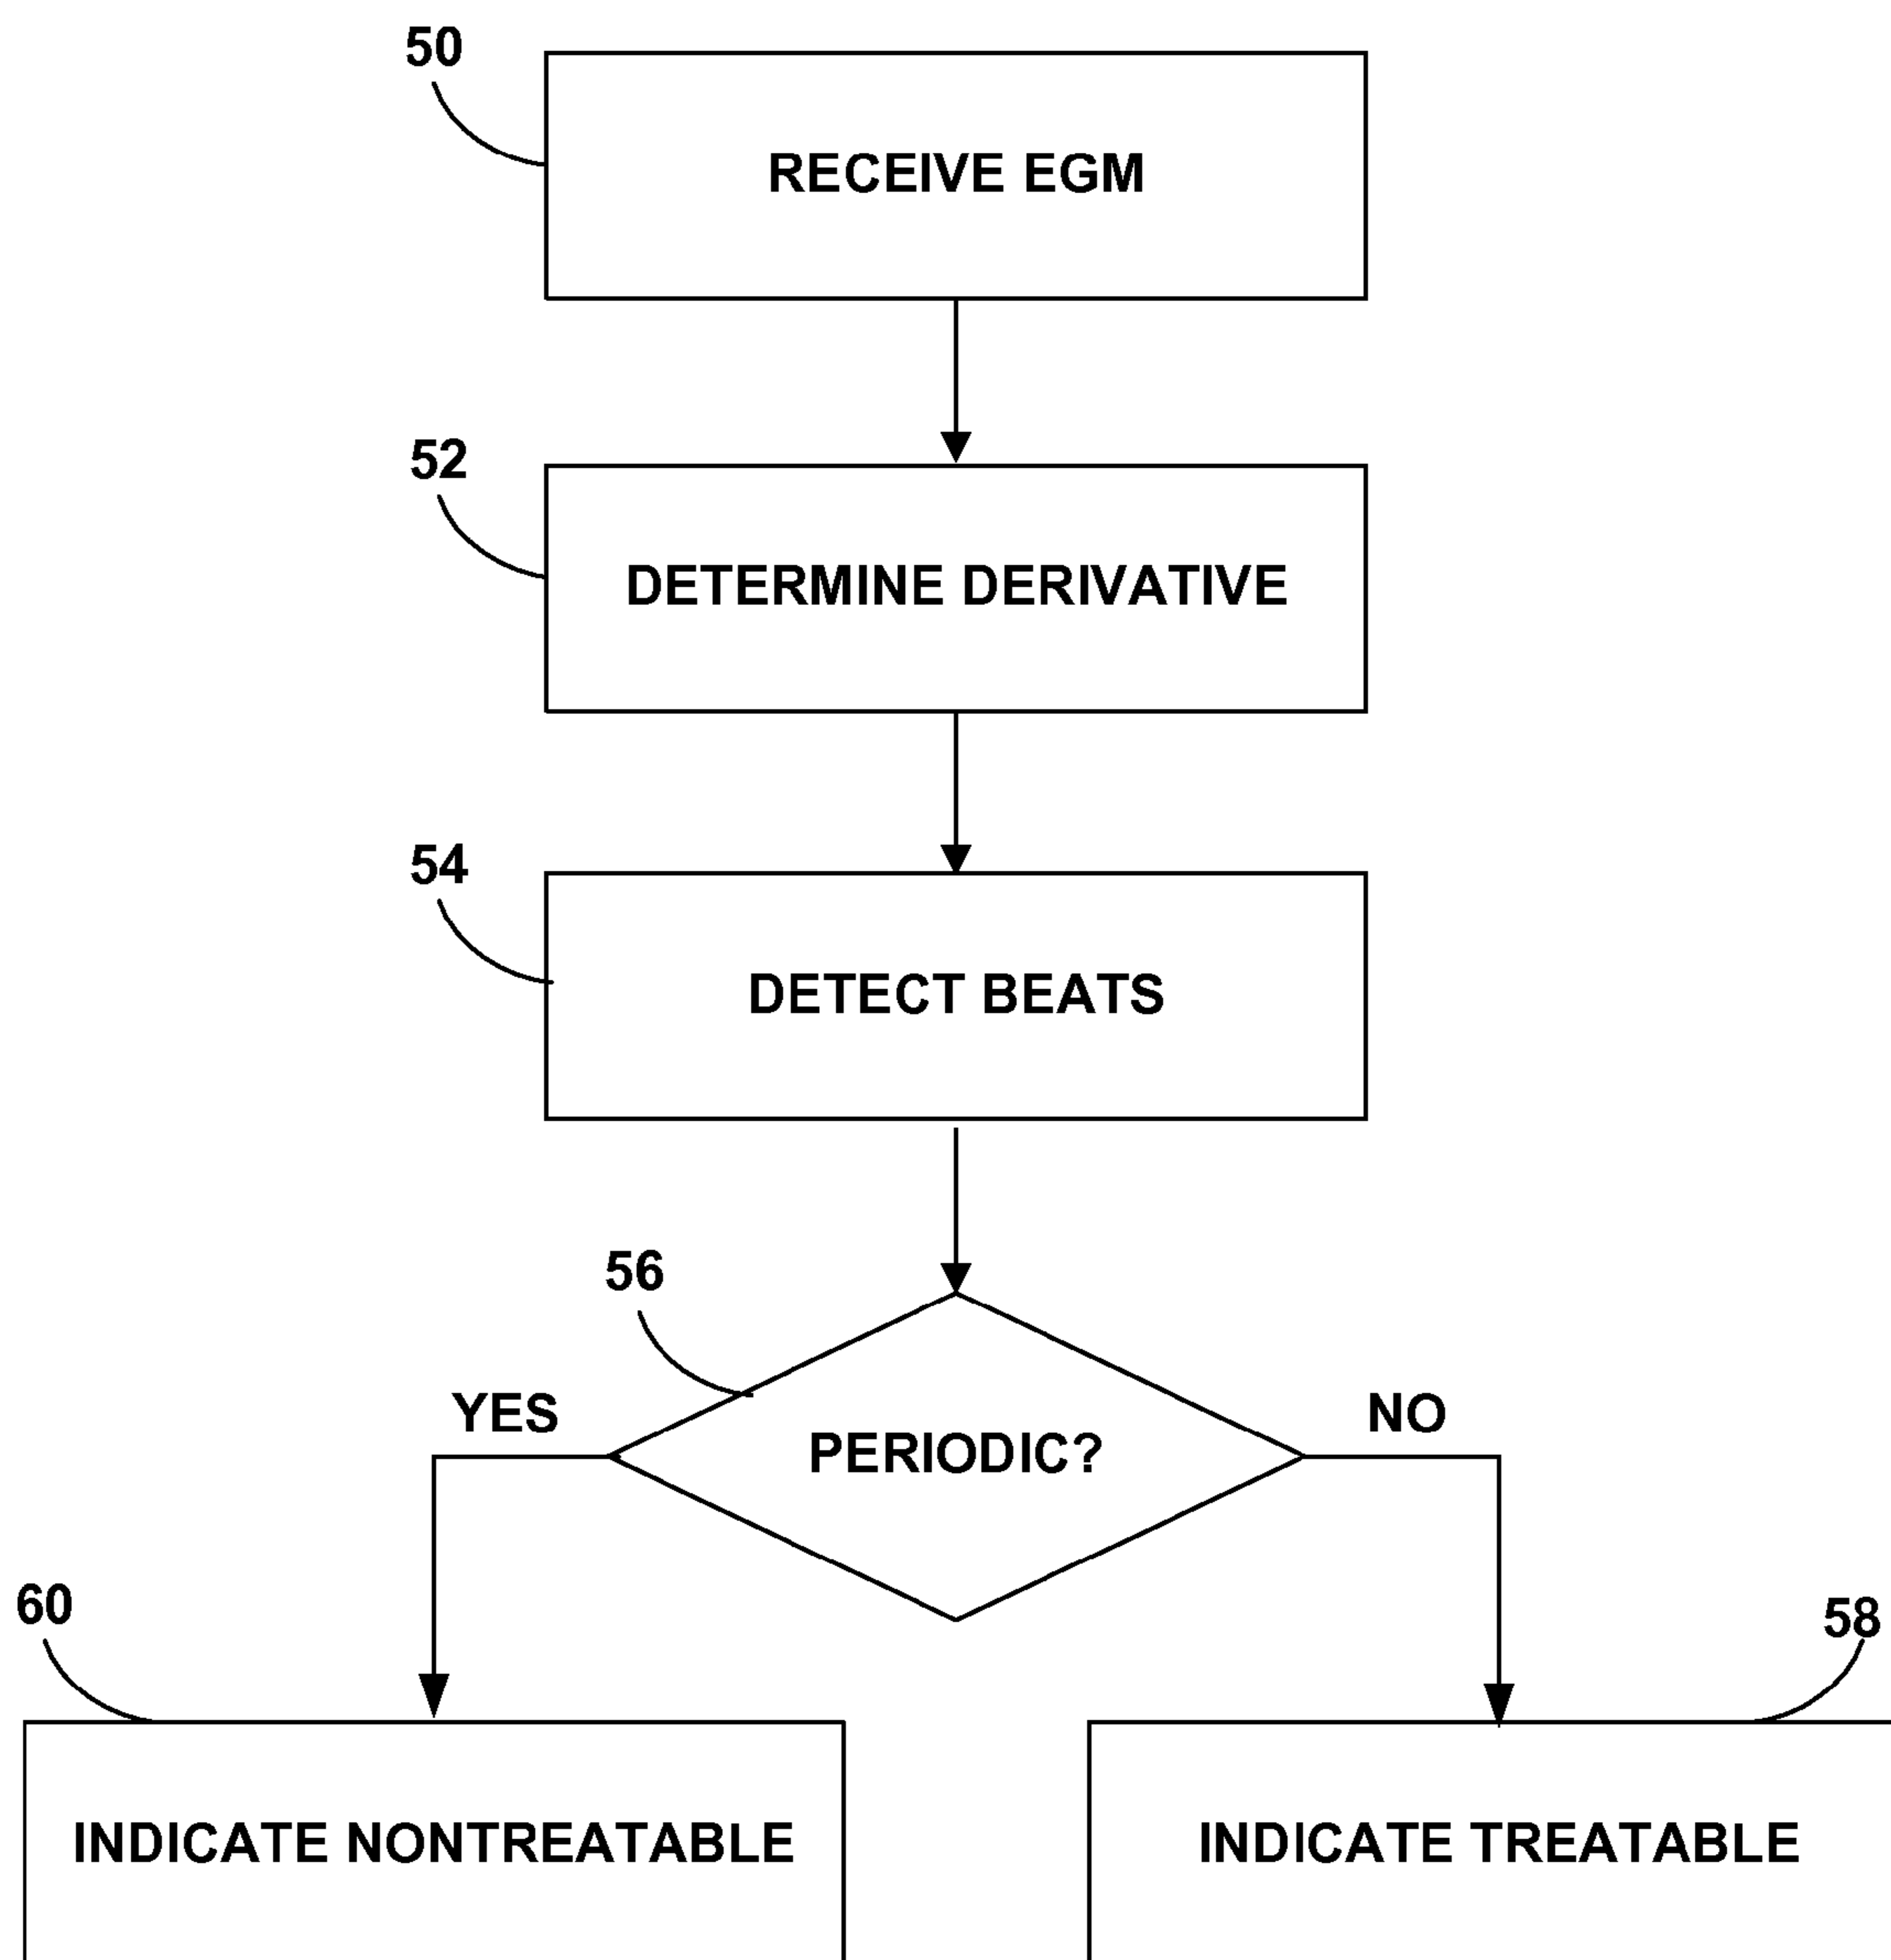 50
RECEIVE EGM
52
DETERMINE DERIVATIVE
54
DETECT BEATS
56
YES
PERIODIC?
NO
60
58
INDICATE NONTREATABLE
INDICATE TREATABLE